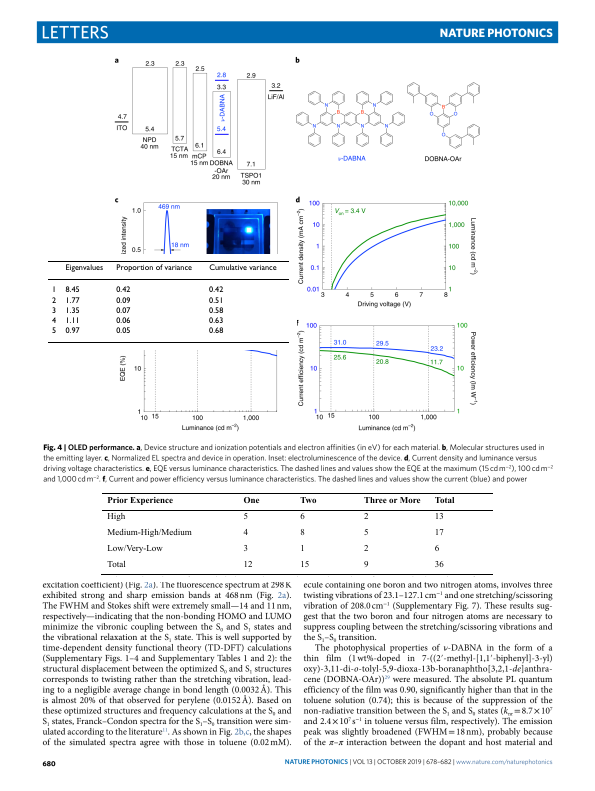 LETTERS
NATURE PHOTONICS
a
2.3
2.3
2.5
2.8
3.3
2.9
3.2
LiF/Al
ν-DABNA
4.7
ITO
5.4
5.7
6.1
5.4
6.4
7.1
NPD
40 nm
TCTA
15 nm
mCP
15 nm
DOBNA
-OAr
20 nm
TSPO1
30 nm
b
N
B
O
ν-DABNA
DOBNA-OAr
c
469 nm
1.0
18 nm
0.5
ized intensity
d
100
10
1
0.1
0.01
10,000
1,000
100
10
1
Von = 3.4 V
Current density (mA cm−2)
Luminance (cd m−2)
3 4 5 6 7 8
Driving voltage (V)
Eigenvalues Proportion of variance Cumulative variance
1 8.45 0.42 0.42
2 1.77 0.09 0.51
3 1.35 0.07 0.58
4 1.11 0.06 0.63
5 0.97 0.05 0.68
EQE (%)
10
1
10 15 100 1,000
Luminance (cd m−2)
f
100
10
1
100
10
1
31.0 29.5 23.2
25.6 20.8 11.7
Current efficiency (cd m−2)
Power efficiency (lm W−1)
10 15 100 1,000
Luminance (cd m−2)
Fig. 4 | OLED performance. a, Device structure and ionization potentials and electron affinities (in eV) for each material. b, Molecular structures used in
the emitting layer. c, Normalized EL spectra and device in operation. Inset: electroluminescence of the device. d, Current density and luminance versus
driving voltage characteristics. e, EQE versus luminance characteristics. The dashed lines and values show the EQE at the maximum (15 cd m−2), 100 cd m−2
and 1,000 cd m−2. f, Current and power efficiency versus luminance characteristics. The dashed lines and values show the current (blue) and power
Prior Experience One Two Three or More Total
High 5 6 2 13
Medium-High/Medium 4 8 5 17
Low/Very-Low 3 1 2 6
Total 12 15 9 36
excitation coefficient) (Fig. 2a). The fluorescence spectrum at 298 K
exhibited strong and sharp emission bands at 468 nm (Fig. 2a).
The FWHM and Stokes shift were extremely small—14 and 11 nm,
respectively—indicating that the non-bonding HOMO and LUMO
minimize the vibronic coupling between the S0 and S1 states and
the vibrational relaxation at the S1 state. This is well supported by
time-dependent density functional theory (TD-DFT) calculations
(Supplementary Figs. 1–4 and Supplementary Tables 1 and 2): the
structural displacement between the optimized S0 and S1 structures
corresponds to twisting rather than the stretching vibration, lead-
ing to a negligible average change in bond length (0.0032 Å). This
is almost 20% of that observed for perylene (0.0152 Å). Based on
these optimized structures and frequency calculations at the S0 and
S1 states, Franck–Condon spectra for the S1–S0 transition were sim-
ulated according to the literature11. As shown in Fig. 2b,c, the shapes
of the simulated spectra agree with those in toluene (0.02 mM).
ecule containing one boron and two nitrogen atoms, involves three
twisting vibrations of 23.1–127.1 cm−1 and one stretching/scissoring
vibration of 208.0 cm−1 (Supplementary Fig. 7). These results sug-
gest that the two boron and four nitrogen atoms are necessary to
suppress coupling between the stretching/scissoring vibrations and
the S1–S0 transition.
The photophysical properties of ν-DABNA in the form of a
thin film (1 wt%-doped in 7-((2′-methyl-[1,1′-biphenyl]-3-yl)
oxy)-3,11-di-o-tolyl-5,9-dioxa-13b-boranaphtho[3,2,1-de]anthra-
cene (DOBNA-OAr))29 were measured. The absolute PL quantum
efficiency of the film was 0.90, significantly higher than that in the
toluene solution (0.74); this is because of the suppression of the
non-radiative transition between the S1 and S0 states (knr = 8.7 × 107
and 2.4 × 107 s−1 in toluene versus film, respectively). The emission
peak was slightly broadened (FWHM = 18 nm), probably because
of the π–π interaction between the dopant and host material and
680
NATURE PHOTONICS | VOL 13 | OCTOBER 2019 | 678–682 | www.nature.com/naturephotonics